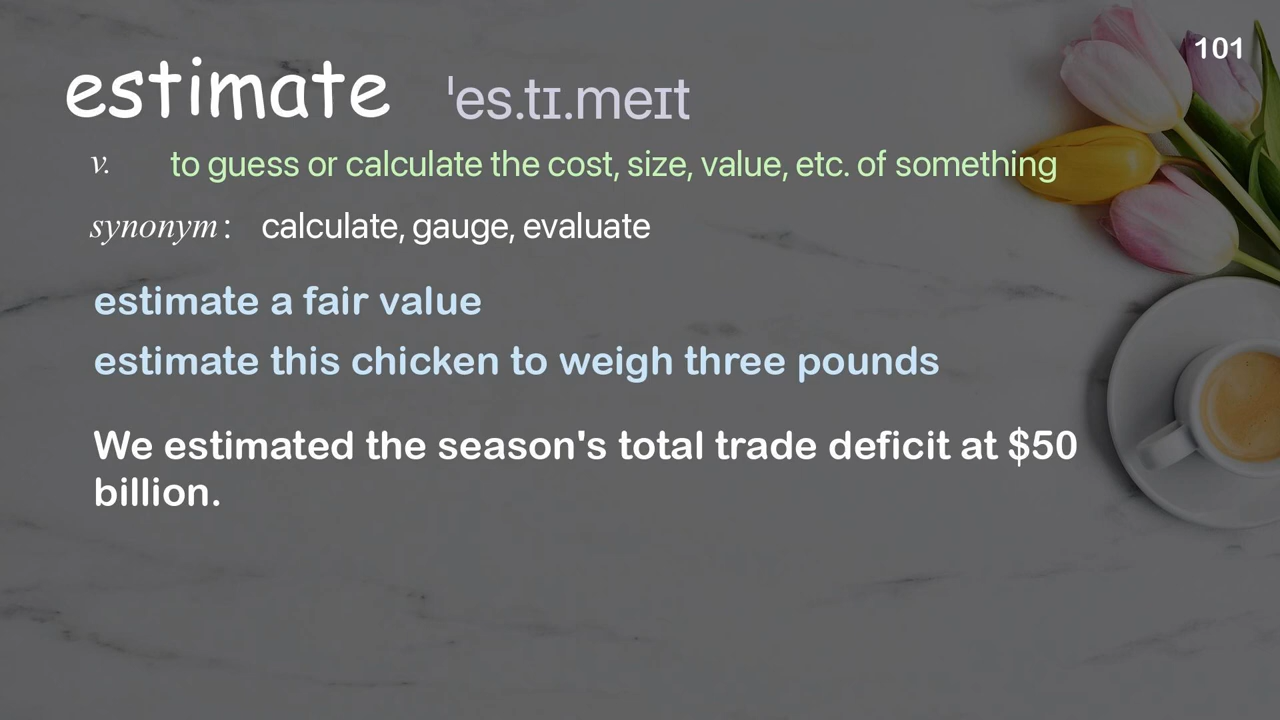 101
estimate ˈes.tɪ.meɪt
v. to guess or calculate the cost, size, value, etc. of something
synonym: calculate, gauge, evaluate
estimate a fair value
estimate this chicken to weigh three pounds
We estimated the season's total trade deficit at $50
billion.